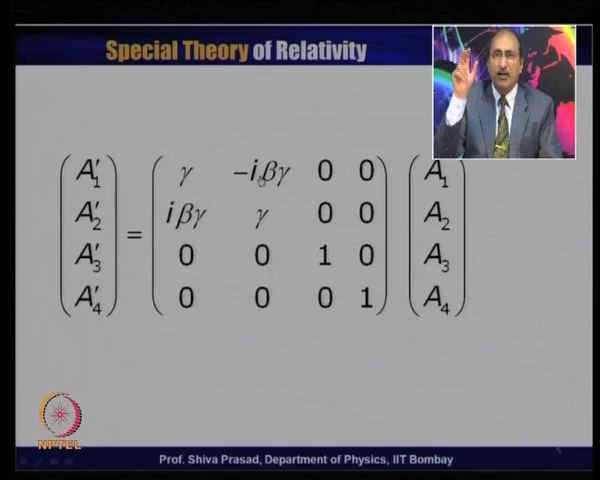 Special Theory of Relativity
A′₁ γ −iβγ 0 0 A₁
A′₂ iβγ γ 0 0 A₂
=
A′₃ 0 0 1 0 A₃
A′₄ 0 0 0 1 A₄
NPTEL
5
Prof. Shiva Prasad, Department of Physics, IIT Bombay